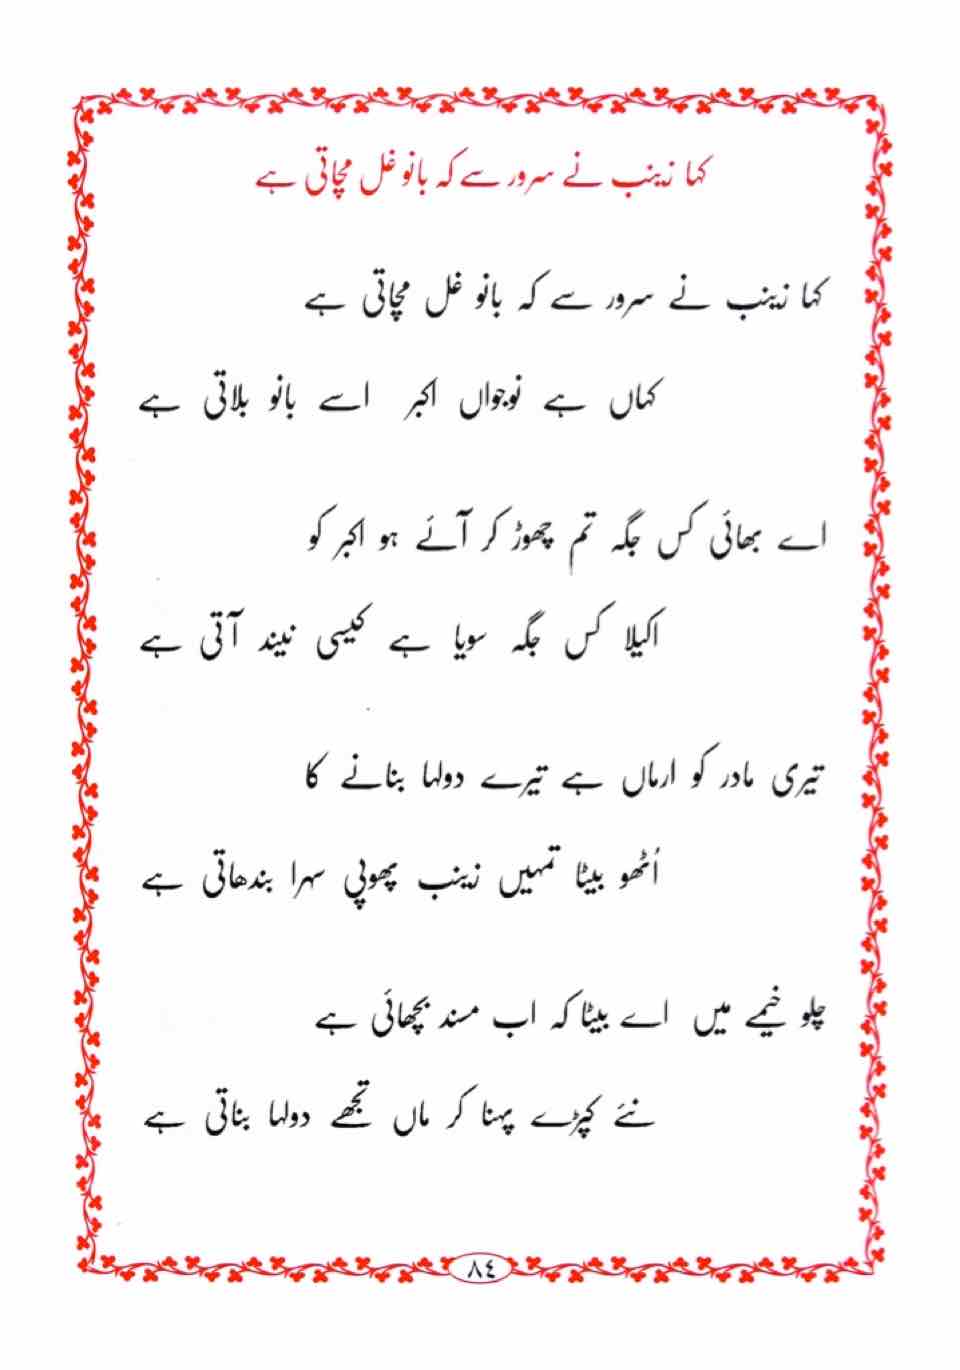 کہا زینب نے سرور سے کہ بانو غل مچاتی ہے
کہا زینب نے سرور سے کہ بانو غل مچاتی ہے
کہاں ہے نوجواں اکبر اسے بانو بلاتی ہے
اے بھائی کس جگہ تم چھوڑ کر آئے ہو اکبر کو
اکیلا کس جگہ سویا ہے کیسی نیند آتی ہے
تیری مادر کو ارماں ہے تیرے دولہا بنانے کا
اُٹھو بیٹا تمہیں زینب پھوپی سہرا بندھاتی ہے
چلو خیمے میں اے بیٹا کہ اب مسند بچھائی ہے
نئے کپڑے پہنا کر ماں تجھے دولہا بناتی ہے
٨٤